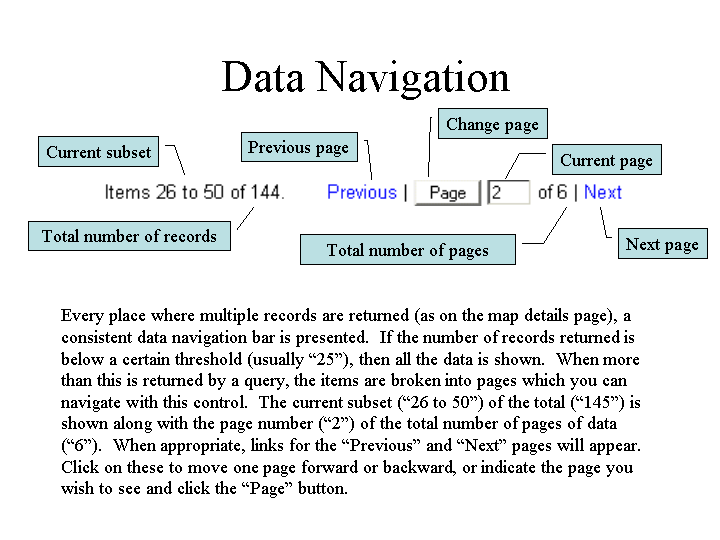 Data Navigation
Change page
Current subset
Previous page
Current page
Items 26 to 50 of 144.
Previous | Page 2 of 6 | Next
Total number of records
Total number of pages
Next page
Every place where multiple records are returned (as on the map details page), a
consistent data navigation bar is presented.  If the number of records returned is
below a certain threshold (usually “25”), then all the data is shown.  When more
than this is returned by a query, the items are broken into pages which you can
navigate with this control.  The current subset (“26 to 50”) of the total (“145”) is
shown along with the page number (“2”) of the total number of pages of data
(“6”).  When appropriate, links for the “Previous” and “Next” pages will appear.
Click on these to move one page forward or backward, or indicate the page you
wish to see and click the “Page” button.